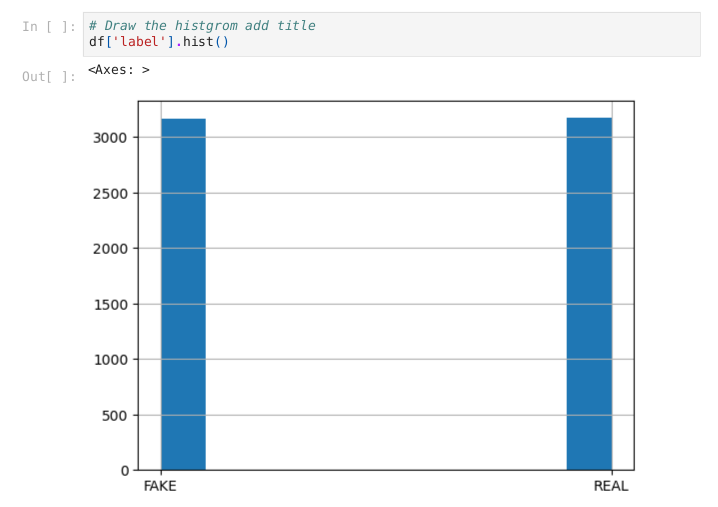 In [ ]: # Draw the histgrom add title
df['label'].hist()
Out[ ]: <Axes: >
3000
2500
2000
1500
1000
500
0
FAKE REAL